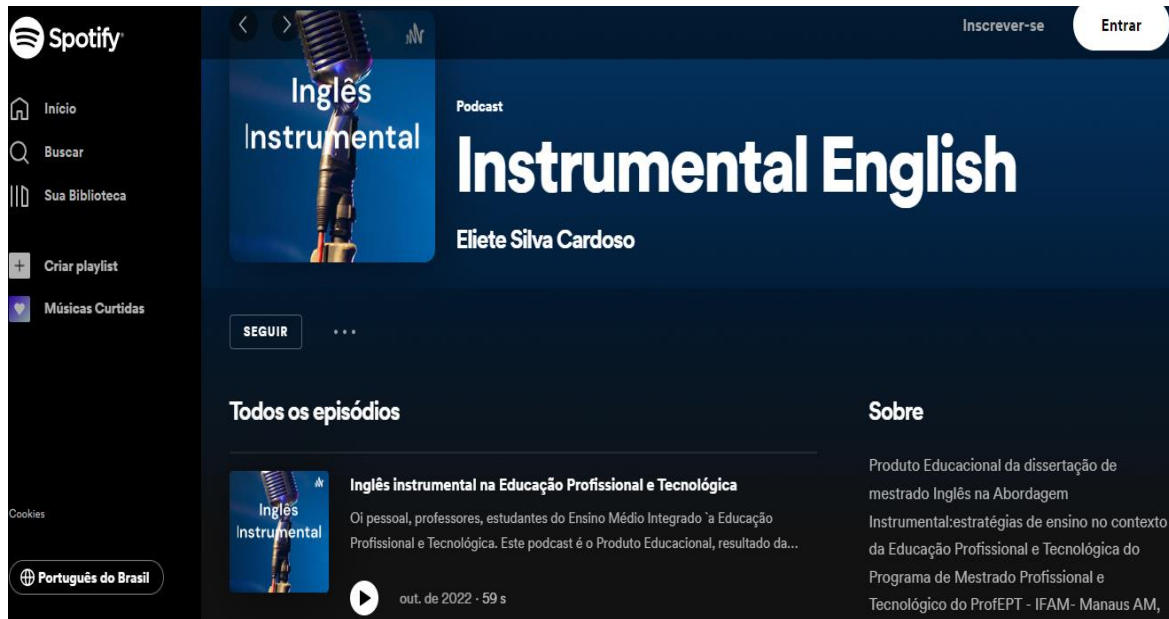 Spotify
Início
Buscar
Sua Biblioteca
Criar playlist
Músicas Curtidas
Cookies
Português do Brasil
Inscrever-se
Entrar
Inglês
Instrumental
Podcast
Instrumental English
Eliete Silva Cardoso
SEGUIR
Todos os episódios
Inglês
Instrumental
Inglês instrumental na Educação Profissional e Tecnológica
Oi pessoal, professores, estudantes do Ensino Médio Integrado `a Educação
Profissional e Tecnológica. Este podcast é o Produto Educacional, resultado da...
out. de 2022 · 59 s
Sobre
Produto Educacional da dissertação de
mestrado Inglês na Abordagem
Instrumental:estratégias de ensino no contexto
da Educação Profissional e Tecnológica do
Programa de Mestrado Profissional e
Tecnológico do ProfEPT - IFAM- Manaus AM,